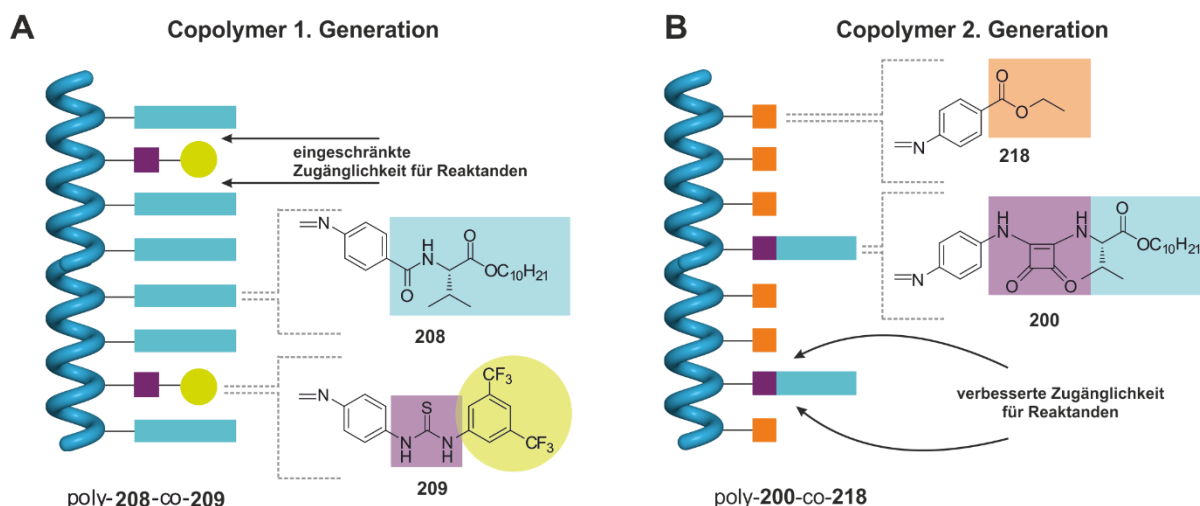 A
Copolymer 1. Generation
eingeschränkte
Zugänglichkeit für Reaktanden
N
H
N
O
O
OC10H21
208
N
S
N
H
N
H
CF3
CF3
209
poly-208-co-209
B
Copolymer 2. Generation
N
O
O
218
N
H
N
H
N
O
O
O
OC10H21
200
verbesserte Zugänglichkeit
für Reaktanden
poly-200-co-218